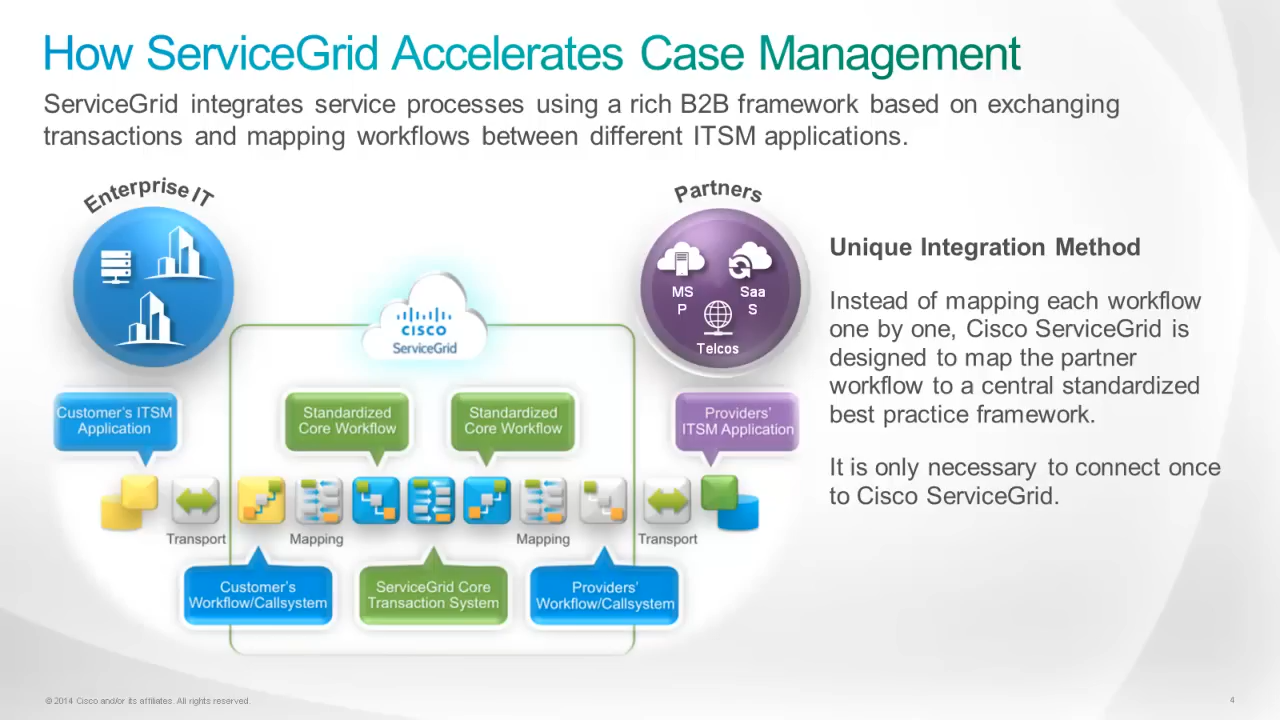 How ServiceGrid Accelerates Case Management
ServiceGrid integrates service processes using a rich B2B framework based on exchanging
transactions and mapping workflows between different ITSM applications.
Enterprise IT
Partners
MS
P
Saa
S
Telcos
CISCO
ServiceGrid
Customer's ITSM
Application
Standardized
Core Workflow
Standardized
Core Workflow
Providers'
ITSM Application
Transport
Mapping
Mapping
Transport
Customer's
Workflow/Callsystem
ServiceGrid Core
Transaction System
Providers'
Workflow/Callsystem
Unique Integration Method
Instead of mapping each workflow
one by one, Cisco ServiceGrid is
designed to map the partner
workflow to a central standardized
best practice framework.
It is only necessary to connect once
to Cisco ServiceGrid.
© 2014 Cisco and/or its affiliates. All rights reserved.
4